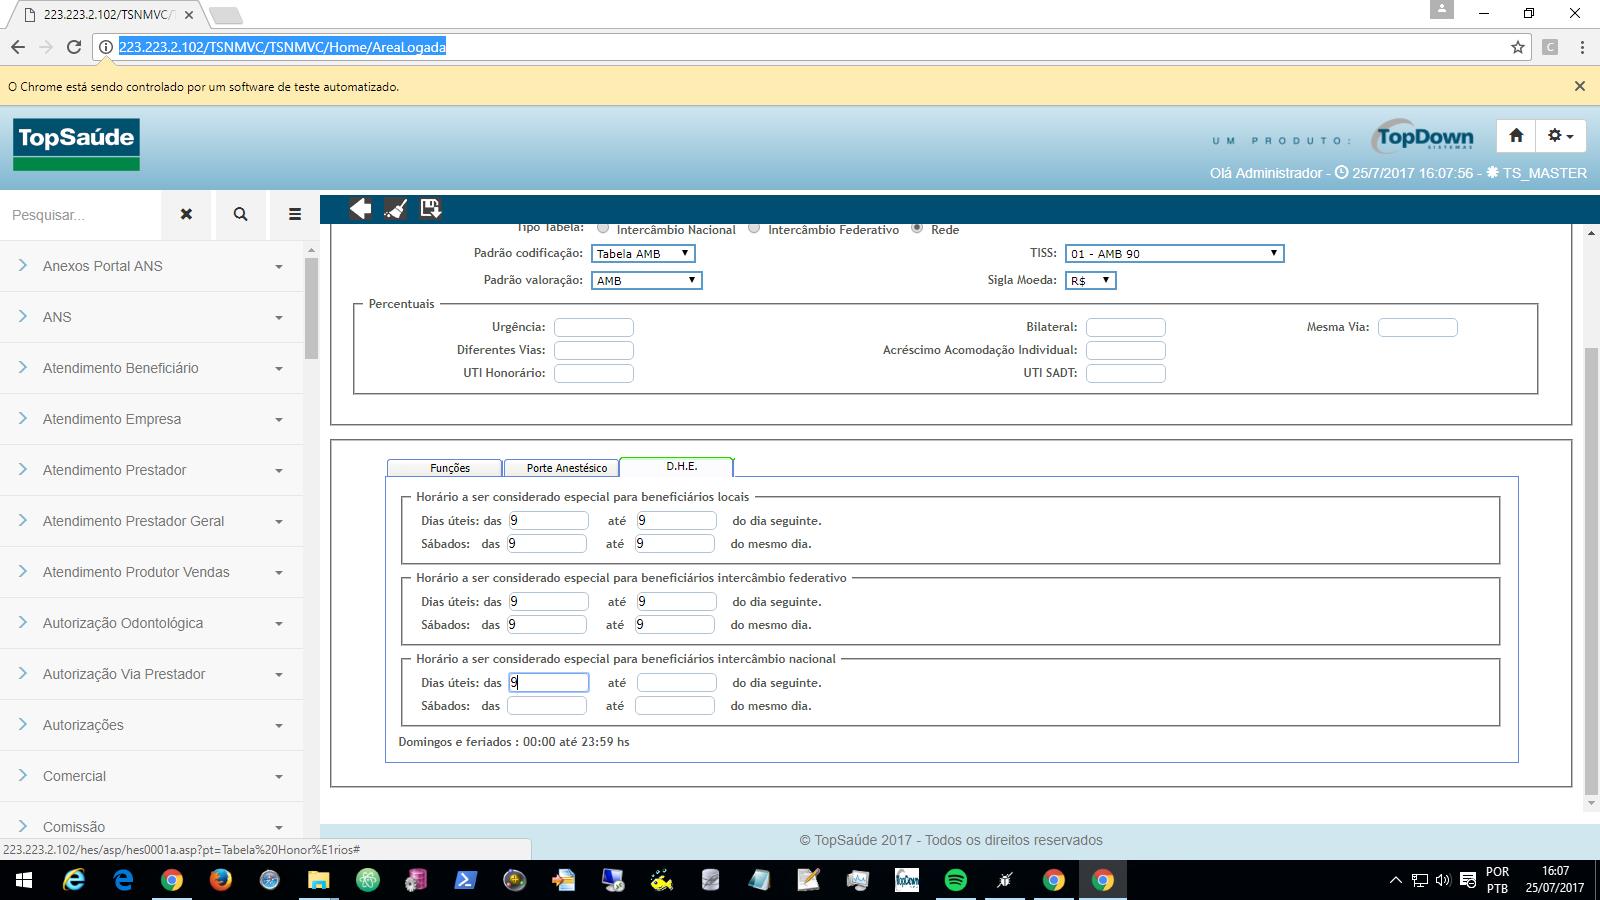 223.223.2.102/TSNMVC/T
223.223.2.102/TSNMVC/TSNMVC/Home/AreaLogada
C
O Chrome está sendo controlado por um software de teste automatizado.
TopSaúde
UM PRODUTO:
TopDown
SISTEMAS
Olá Administrador - 25/7/2017 16:07:56 - TS_MASTER
Pesquisar...
Tipo Tabela: Intercâmbio Nacional Intercâmbio Federativo Rede
Padrão codificação: Tabela AMB TISS: 01 - AMB 90
Padrão valoração: AMB Sigla Moeda: R$
Percentuais
Urgência: Bilateral: Mesma Via:
Diferentes Vias: Acréscimo Acomodação Individual:
UTI Honorário: UTI SADT:
Funções Porte Anestésico D.H.E.
Horário a ser considerado especial para beneficiários locais
Dias úteis: das 9 até 9 do dia seguinte.
Sábados: das 9 até 9 do mesmo dia.
Horário a ser considerado especial para beneficiários intercâmbio federativo
Dias úteis: das 9 até 9 do dia seguinte.
Sábados: das 9 até 9 do mesmo dia.
Horário a ser considerado especial para beneficiários intercâmbio nacional
Dias úteis: das 9 até do dia seguinte.
Sábados: das até do mesmo dia.
Domingos e feriados : 00:00 até 23:59 hs
Anexos Portal ANS
ANS
Atendimento Beneficiário
Atendimento Empresa
Atendimento Prestador
Atendimento Prestador Geral
Atendimento Produtor Vendas
Autorização Odontológica
Autorização Via Prestador
Autorizações
Comercial
Comissão
223.223.2.102/hes/asp/hes0001a.asp?pt=Tabela%20Honor%E1rios#
© TopSaúde 2017 - Todos os direitos reservados
TopDown
POR
PTB
16:07
25/07/2017